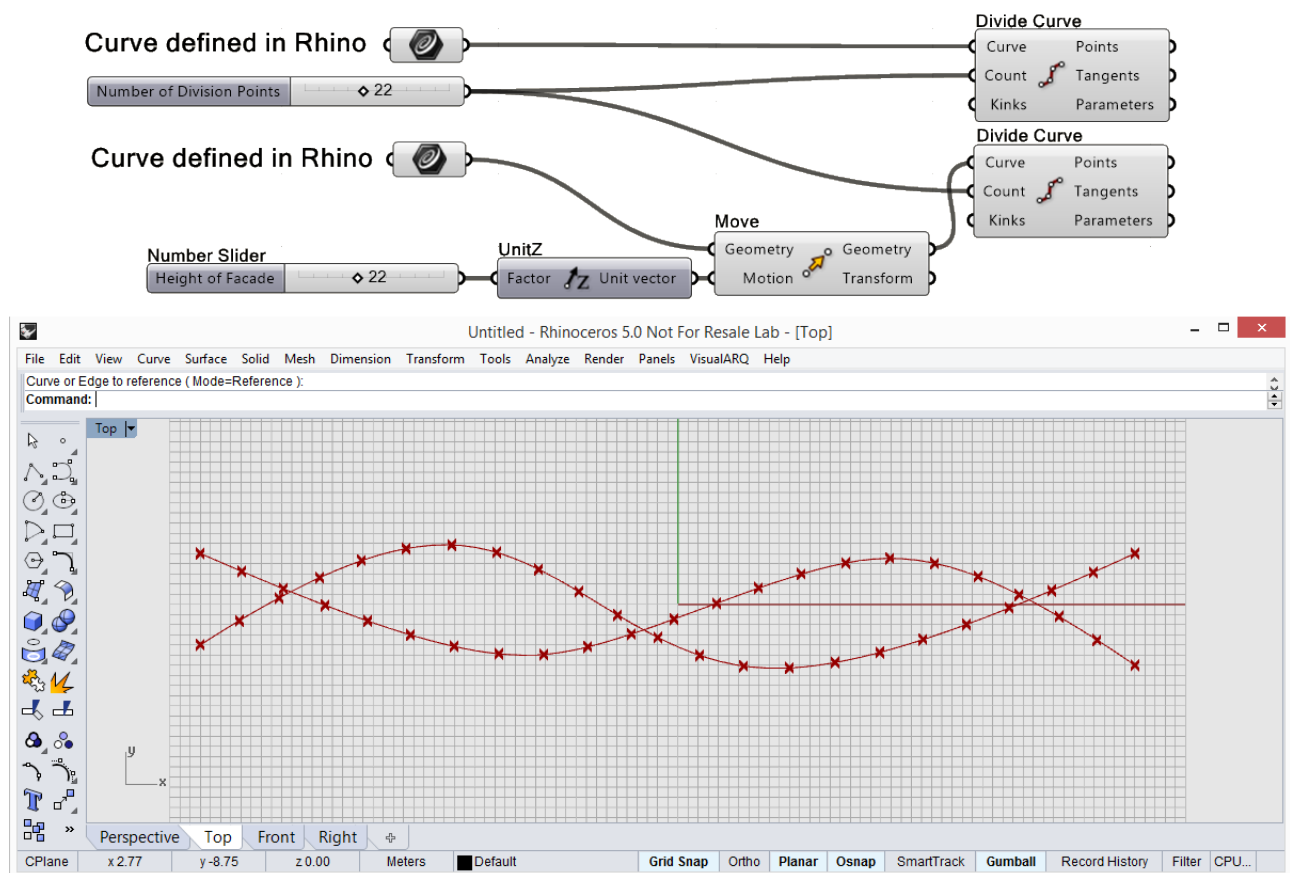 Divide Curve
Curve defined in Rhino
Curve Points
Count Tangents
Number of Division Points 22
Kinks Parameters
Divide Curve
Curve defined in Rhino
Curve Points
Count Tangents
Kinks Parameters
Move
Number Slider
UnitZ
Geometry Geometry
Height of Facade 22
Factor Z Unit vector
Motion Transform
Untitled - Rhinoceros 5.0 Not For Resale Lab - [Top]
File Edit View Curve Surface Solid Mesh Dimension Transform Tools Analyze Render Panels VisualARQ Help
Curve or Edge to reference ( Mode=Reference ):
Command:
Top
y
x
Perspective Top Front Right
CPlane x 2.77 y -8.75 z 0.00 Meters Default Grid Snap Ortho Planar Osnap SmartTrack Gumball Record History Filter CPU...